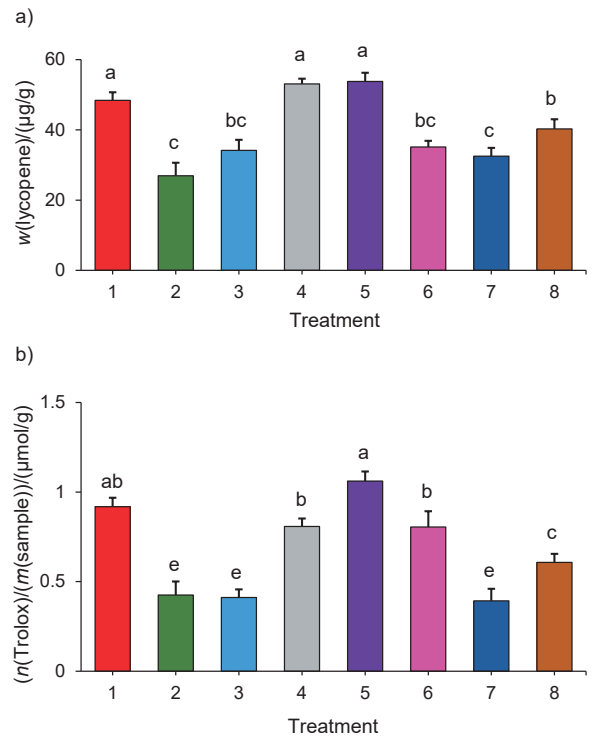 a)
w(lycopene)/(µg/g)
60
40
20
0
a
c
bc
a
a
bc
c
b
1 2 3 4 5 6 7 8
Treatment
b)
(n(Trolox)/(m(sample))/(µmol/g)
1.5
1
0.5
0
ab
e
e
b
a
b
e
c
1 2 3 4 5 6 7 8
Treatment